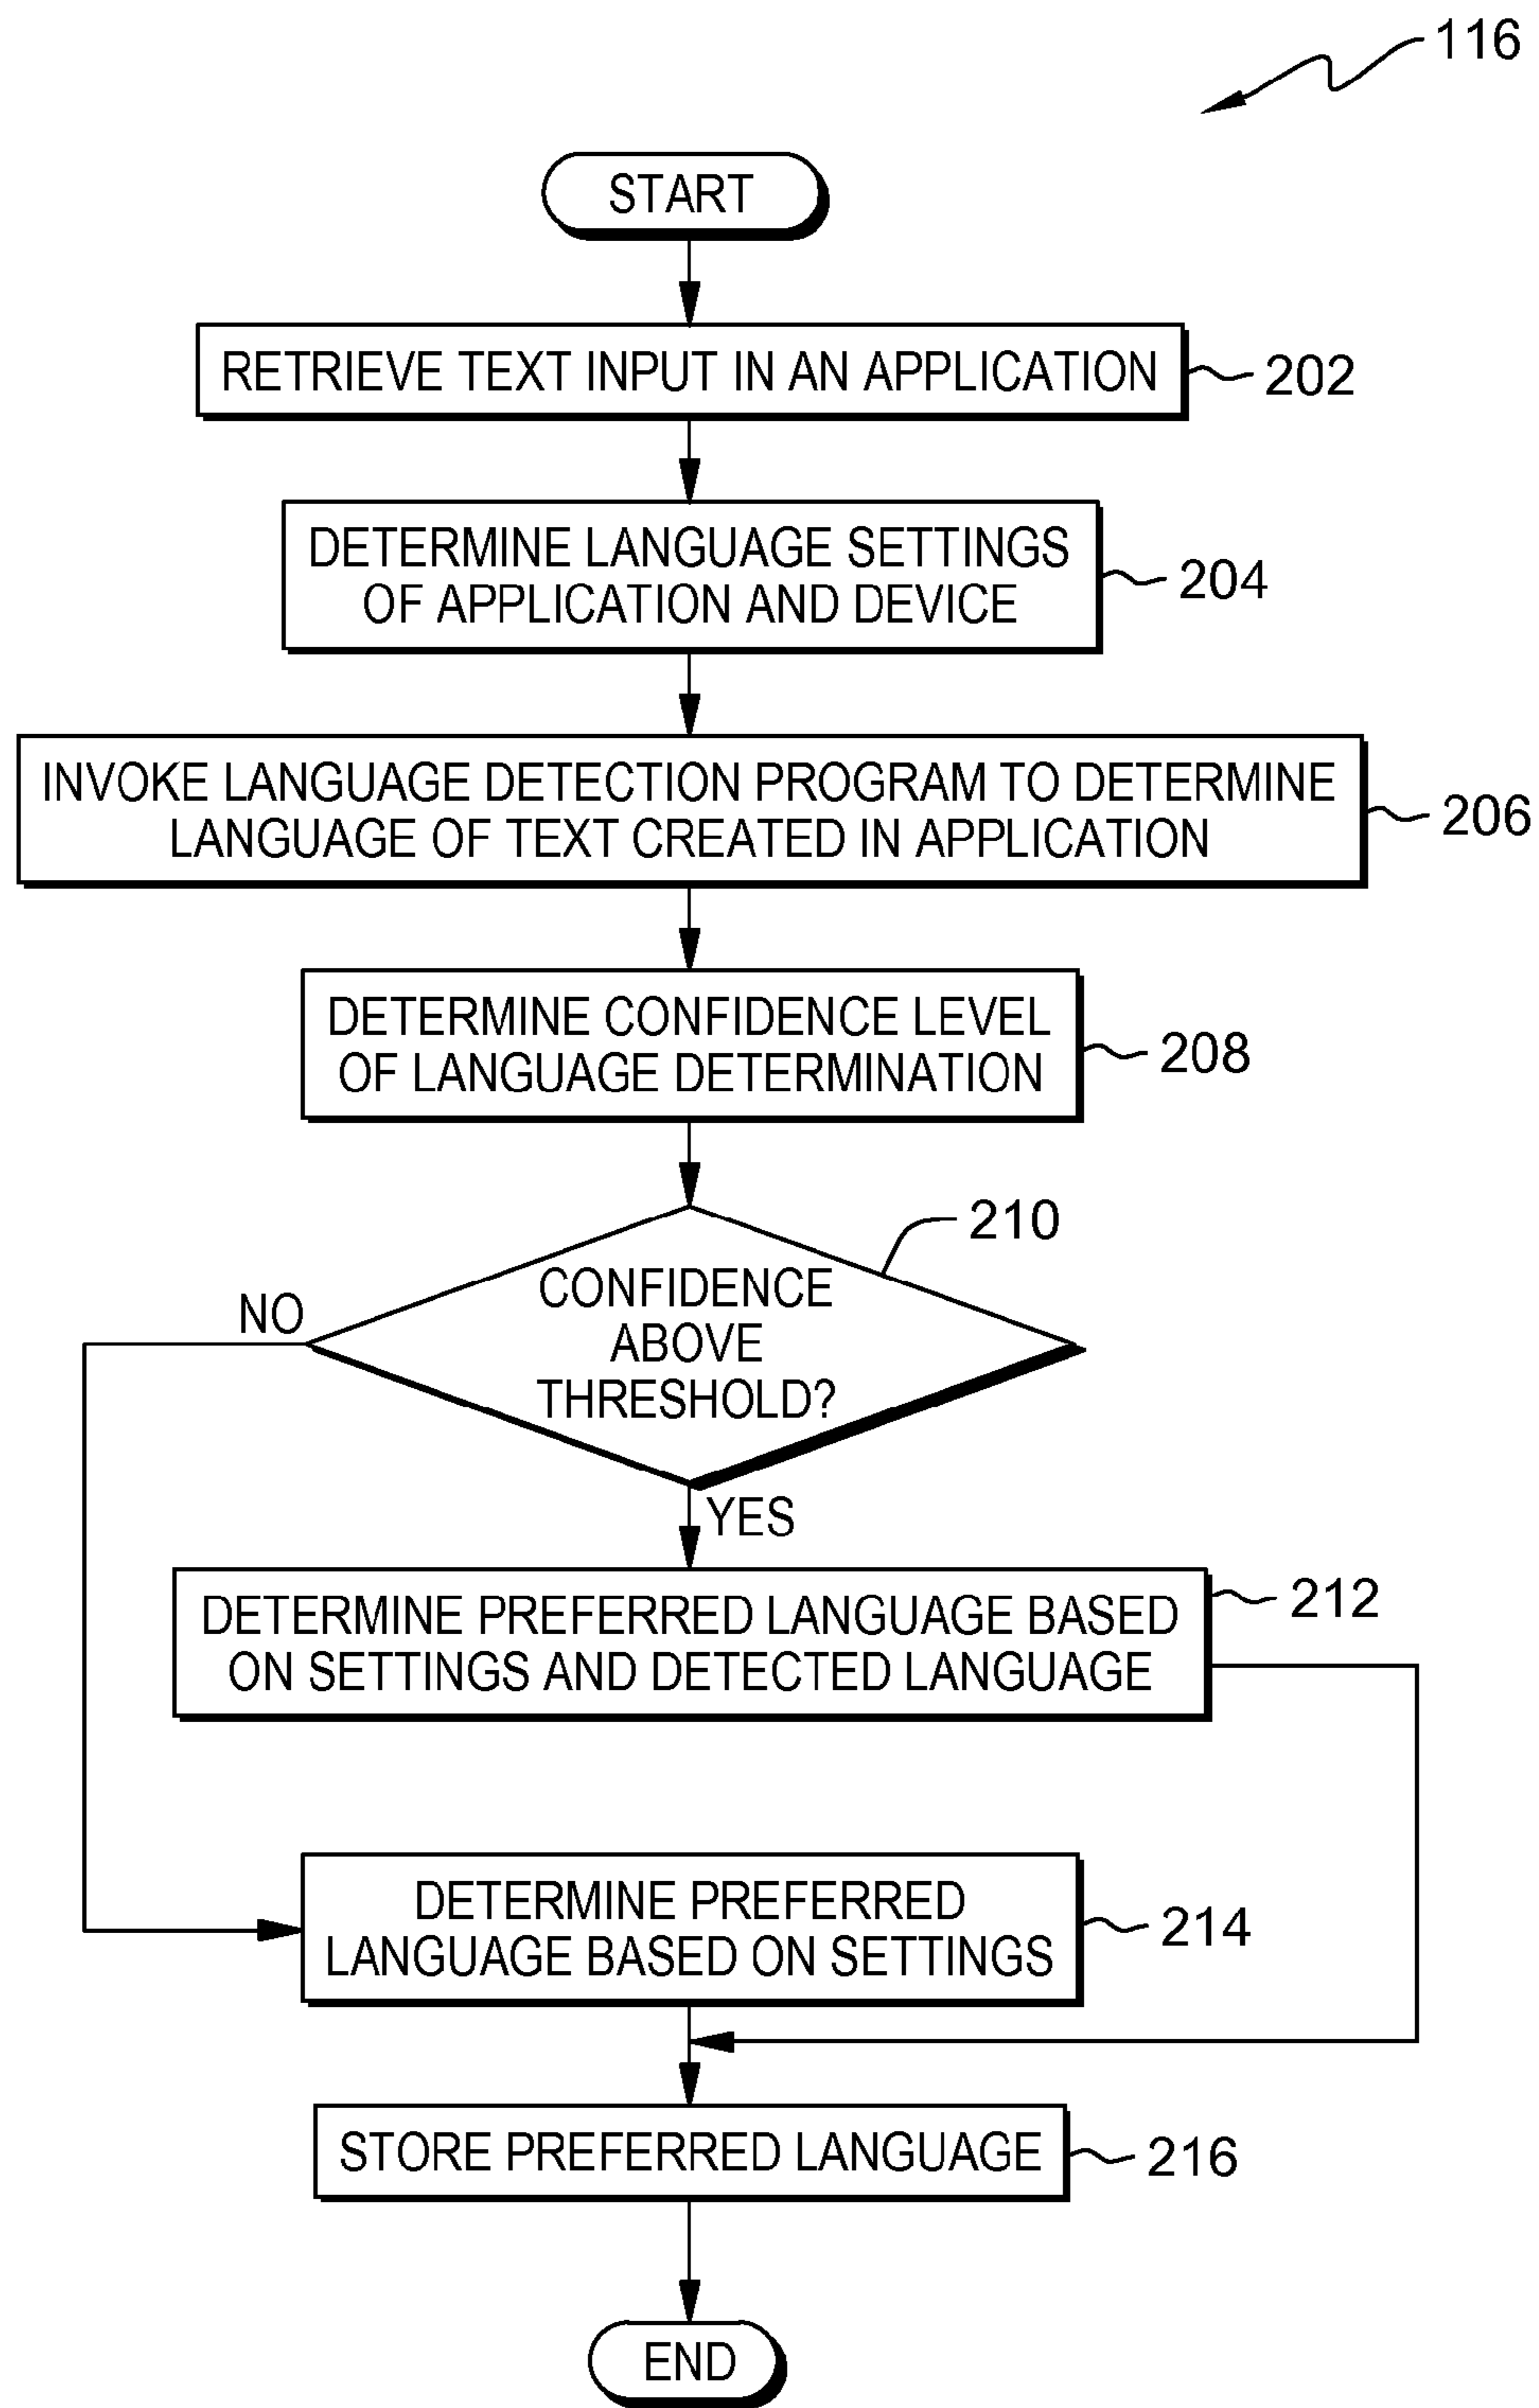 116
START
RETRIEVE TEXT INPUT IN AN APPLICATION
202
DETERMINE LANGUAGE SETTINGS
OF APPLICATION AND DEVICE
204
INVOKE LANGUAGE DETECTION PROGRAM TO DETERMINE
LANGUAGE OF TEXT CREATED IN APPLICATION
206
DETERMINE CONFIDENCE LEVEL
OF LANGUAGE DETERMINATION
208
210
CONFIDENCE
ABOVE
THRESHOLD?
NO
YES
DETERMINE PREFERRED LANGUAGE BASED
ON SETTINGS AND DETECTED LANGUAGE
212
DETERMINE PREFERRED
LANGUAGE BASED ON SETTINGS
214
STORE PREFERRED LANGUAGE
216
END